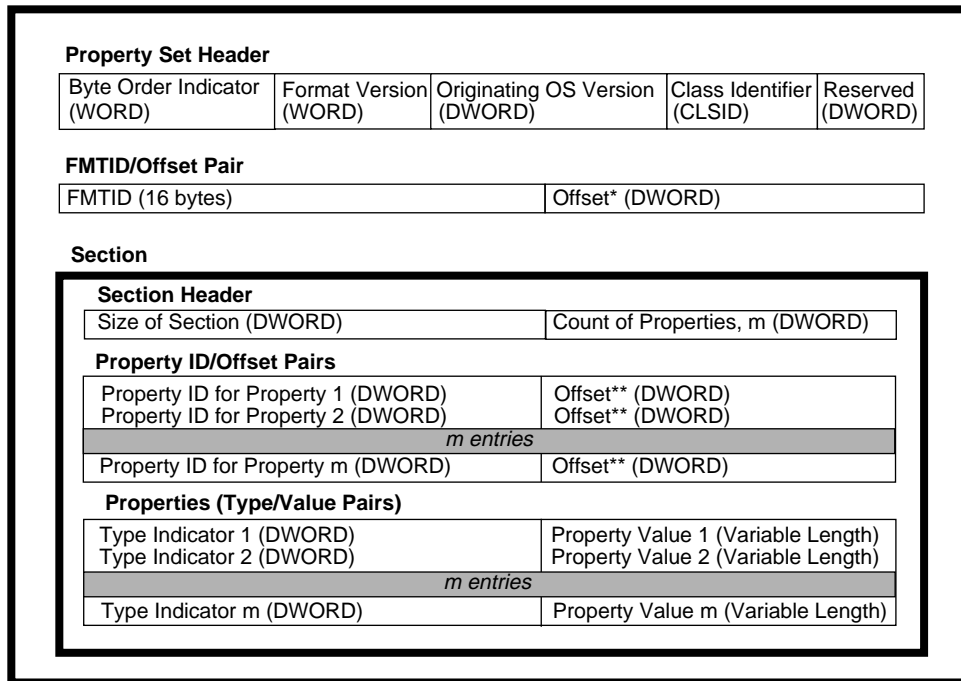 Property Set Header
Byte Order Indicator (WORD)
Format Version (WORD)
Originating OS Version (DWORD)
Class Identifier (CLSID)
Reserved (DWORD)
FMTID/Offset Pair
FMTID (16 bytes) Offset* (DWORD)
Section
Section Header
Size of Section (DWORD) Count of Properties, m (DWORD)
Property ID/Offset Pairs
Property ID for Property 1 (DWORD) Offset** (DWORD)
Property ID for Property 2 (DWORD) Offset** (DWORD)
m entries
Property ID for Property m (DWORD) Offset** (DWORD)
Properties (Type/Value Pairs)
Type Indicator 1 (DWORD) Property Value 1 (Variable Length)
Type Indicator 2 (DWORD) Property Value 2 (Variable Length)
m entries
Type Indicator m (DWORD) Property Value m (Variable Length)